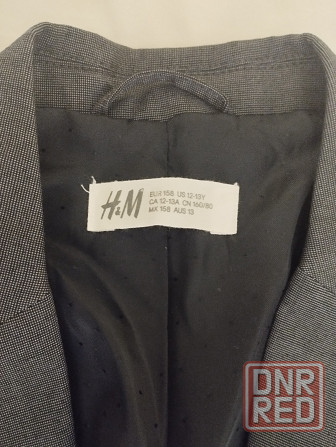 H&M
EUR 158 US 12-13Y
CA 12-13A CN 160/80
MX 158 AUS 13
DNR
RED